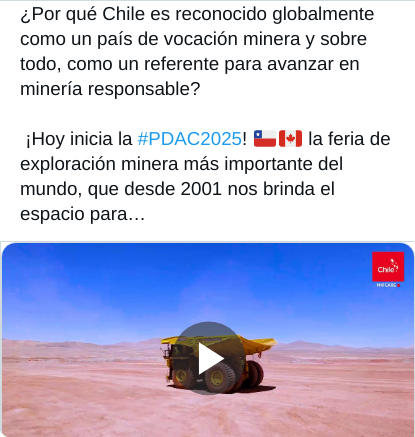 ¿Por qué Chile es reconocido globalmente
como un país de vocación minera y sobre
todo, como un referente para avanzar en
minería responsable?
¡Hoy inicia la #PDAC2025! 🇨🇱🇨🇦 la feria de
exploración minera más importante del
mundo, que desde 2001 nos brinda el
espacio para…
Chile